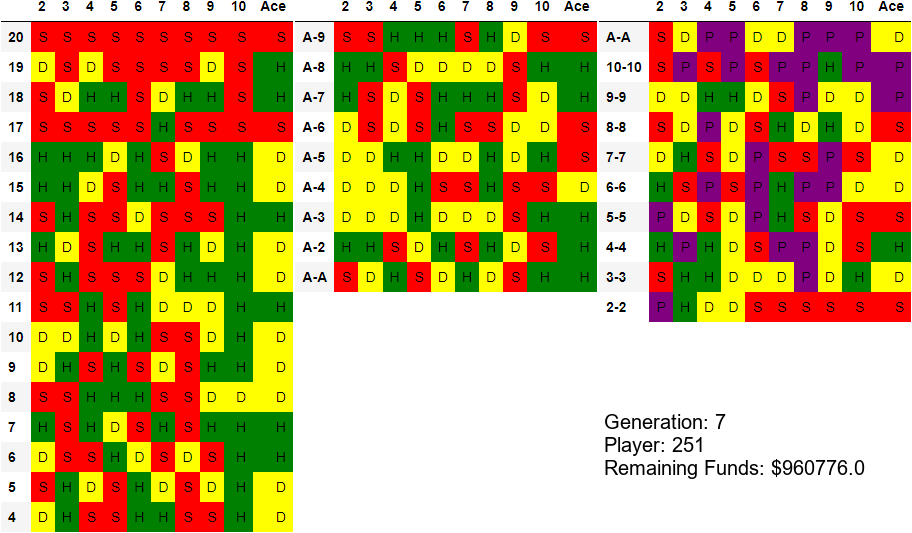 2 3 4 5 6 7 8 9 10 Ace
20 S S S S S S S S S S
19 D S D S S S S D S H
18 S D H H S D H H S H
17 S S S S S H S S S S
16 H H H D H S D H H D
15 H H D S H H S H H D
14 S H S S D S S S H H
13 H D S H H S H D H D
12 S H S S S D H H H D
11 S S H S H D D D H H
10 D D H D H S S D H D
9 D H S H S D S H H D
8 S S H H H S S D D D
7 H S H D S H S H H H
6 D S S H D S D S H H
5 S H D S H D S D H D
4 D H S S H H S S H D
2 3 4 5 6 7 8 9 10 Ace
A-9 S S H H H S H D S S
A-8 H H S D D D D S H H
A-7 H S D S H H H S D H
A-6 D S D S H S S D D S
A-5 D D H H D D H D H S
A-4 D D D H S S H S S D
A-3 D D D H D D D S H H
A-2 H H S D H S H D S H
A-A S D H S D H D S H H
2 3 4 5 6 7 8 9 10 Ace
A-A S D P P D D P P P D
10-10 S P S P S P P H P P
9-9 D D H H D S P D D P
8-8 S D P D S H D H D S
7-7 D H S D P S S P S D
6-6 H S P S P H P P D D
5-5 P D S D P H S D S S
4-4 H P H D S P P D S H
3-3 S H H D D D P D H D
2-2 P H D D S S S S S S
Generation: 7
Player: 251
Remaining Funds: $960776.0